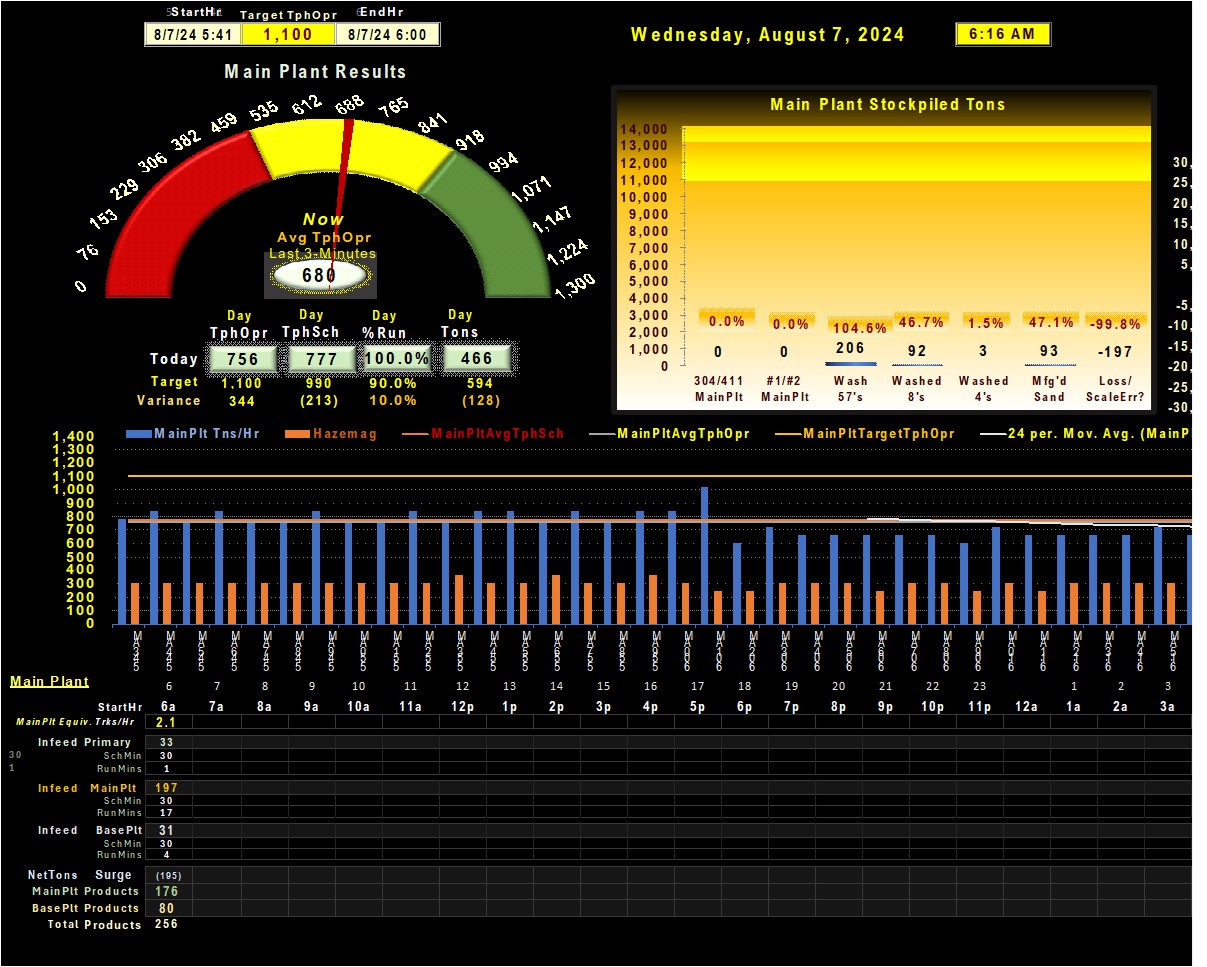 StartHr Target TphOpr EndHr
8/7/24 5:41 1,100 8/7/24 6:00
Wednesday, August 7, 2024 6:16 AM
Main Plant Results
0 76 153 229 306 382 459 535 612 688 765 841 918 994 1,071 1,147 1,224 1,300
Now
Avg TphOpr
Last 3-Minutes
680
Day Day Day Day
TphOpr TphSch %Run Tons
Today 756 777 100.0% 466
Target 1,100 990 90.0% 594
Variance 344 (213) 10.0% (128)
Main Plant Stockpiled Tons
14,000
13,000
12,000
11,000
10,000
9,000
8,000
7,000
6,000
5,000
4,000
3,000
2,000
1,000
0
0.0% 0.0% 104.6% 46.7% 1.5% 47.1% -99.8%
0 0 206 92 3 93 -197
304/411 #1/#2 Wash Washed Washed Mfg'd Loss/
MainPlt MainPlt 57's 8's 4's Sand ScaleErr?
30,
25,
20,
15,
10,
5,
-5,
-10,
-15,
-20,
-25,
-30,
MainPlt Tns/Hr Hazemag MainPltAvgTphSch MainPltAvgTphOpr MainPltTargetTphOpr 24 per. Mov. Avg. (MainP
1,400
1,300
1,200
1,100
1,000
900
800
700
600
500
400
300
200
100
0
Main Plant
6 7 8 9 10 11 12 13 14 15 16 17 18 19 20 21 22 23 1 2 3
StartHr 6a 7a 8a 9a 10a 11a 12p 1p 2p 3p 4p 5p 6p 7p 8p 9p 10p 11p 12a 1a 2a 3a
MainPlt Equiv. Trks/Hr 2.1
Infeed Primary 33
30 SchMin 30
1 RunMins 1
Infeed MainPlt 197
SchMin 30
RunMins 17
Infeed BasePlt 31
SchMin 30
RunMins 4
NetTons Surge (195)
MainPlt Products 176
BasePlt Products 80
Total Products 256